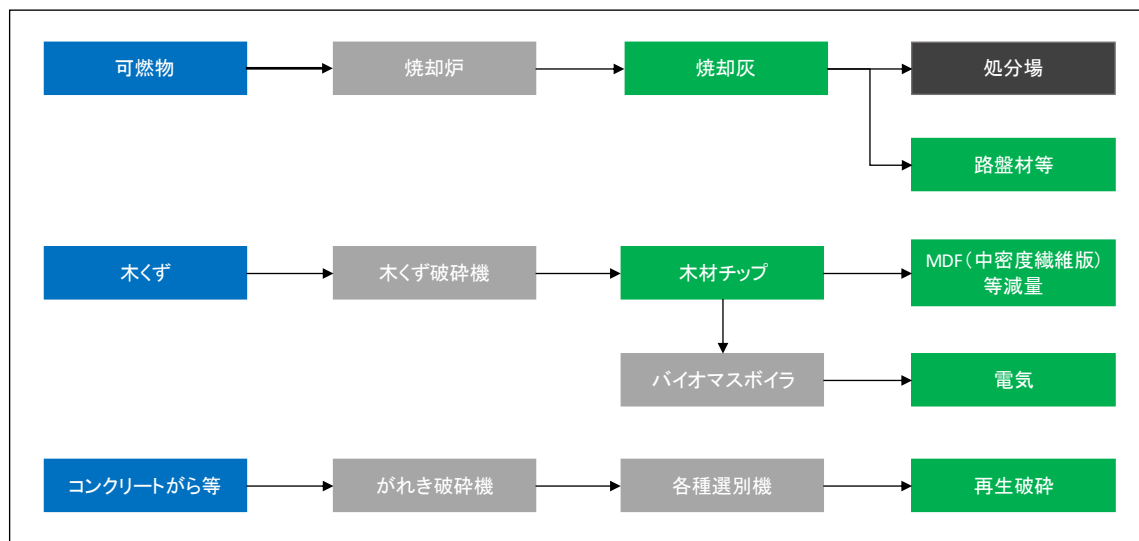 可燃物
焼却炉
焼却灰
処分場
路盤材等
木くず
木くず破砕機
木材チップ
MDF(中密度繊維版)
等減量
バイオマスボイラ
電気
コンクリートがら等
がれき破砕機
各種選別機
再生破砕